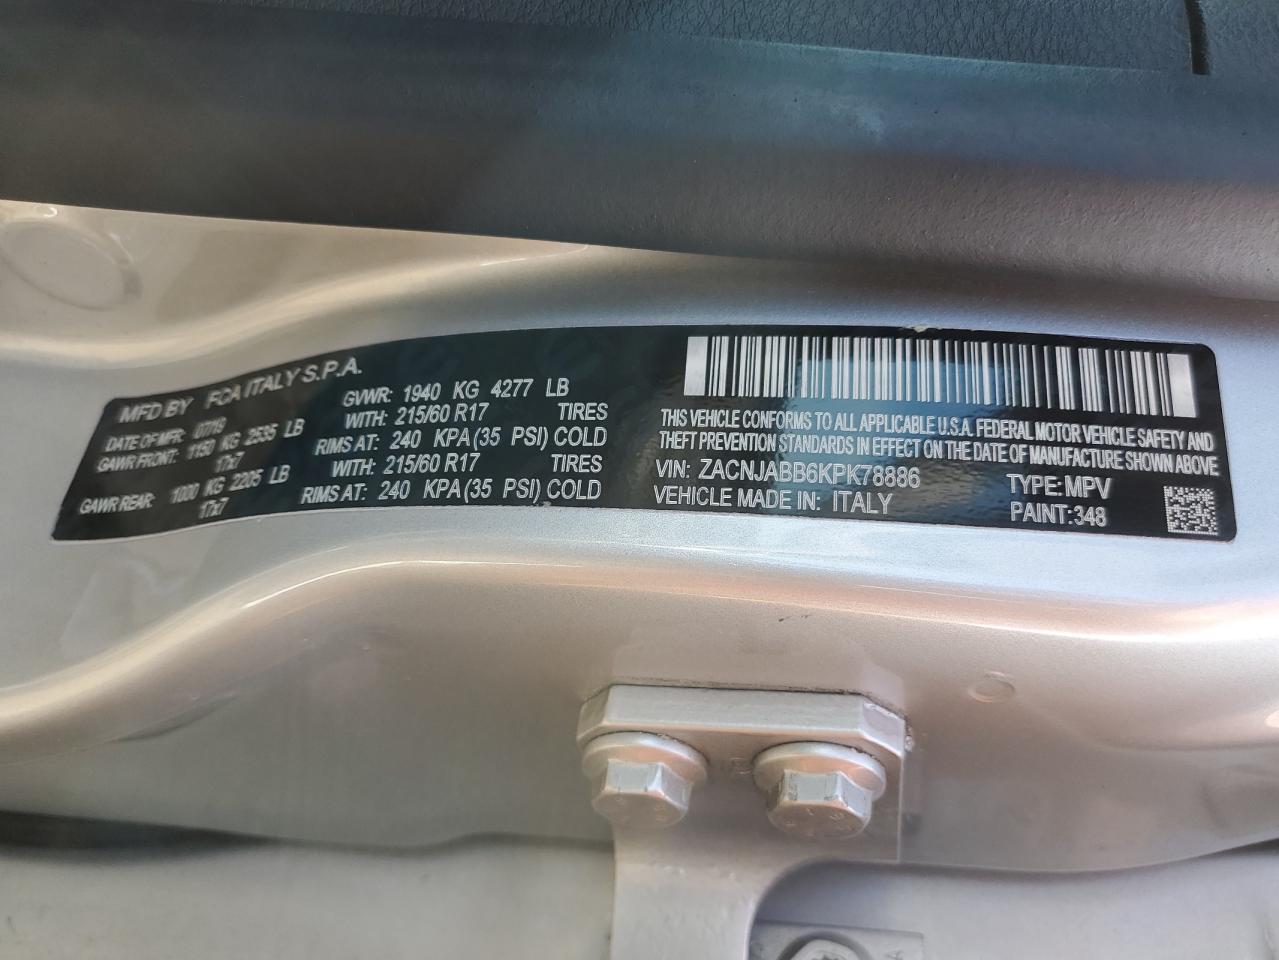 MFD BY FCA ITALY S.P.A.
DATE OF MFR: 07/19 GVWR: 1940 KG 4277 LB
GAWR FRONT: 1150 KG 2535 LB WITH: 215/60 R17 TIRES
17x7 RIMS AT: 240 KPA (35 PSI) COLD
GAWR REAR: 1000 KG 2205 LB WITH: 215/60 R17 TIRES
17x7 RIMS AT: 240 KPA (35 PSI) COLD
THIS VEHICLE CONFORMS TO ALL APPLICABLE U.S.A. FEDERAL MOTOR VEHICLE SAFETY AND
THEFT PREVENTION STANDARDS IN EFFECT ON THE DATE OF MANUFACTURE SHOWN ABOVE
VIN: ZACNJABB6KPK78886 TYPE: MPV
VEHICLE MADE IN: ITALY PAINT: 348